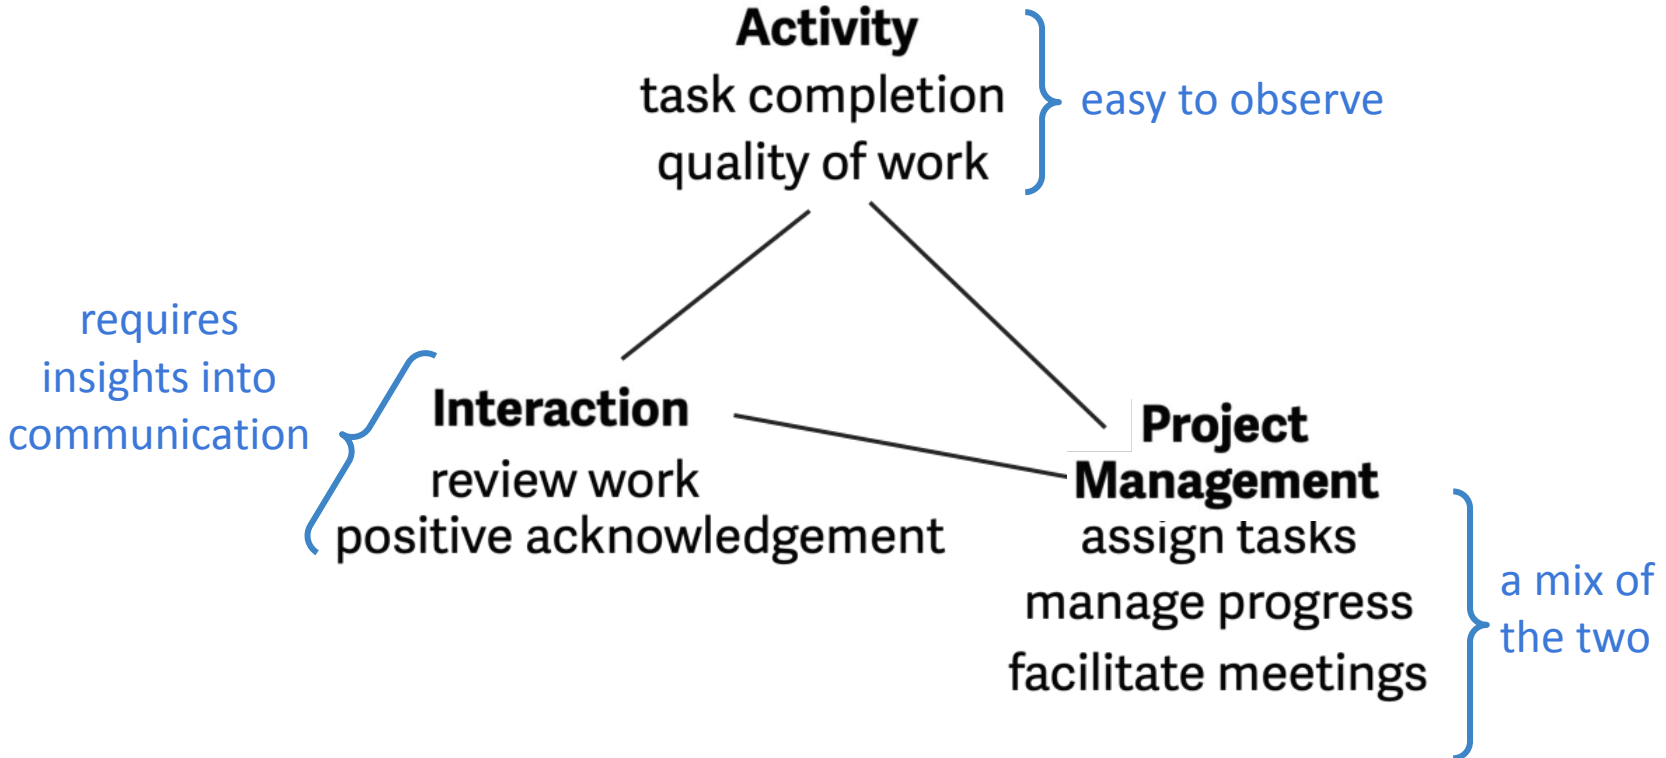 Activity
task completion
quality of work
easy to observe
requires
insights into
communication
Interaction
review work
positive acknowledgement
Project
Management
assign tasks
manage progress
facilitate meetings
a mix of
the two